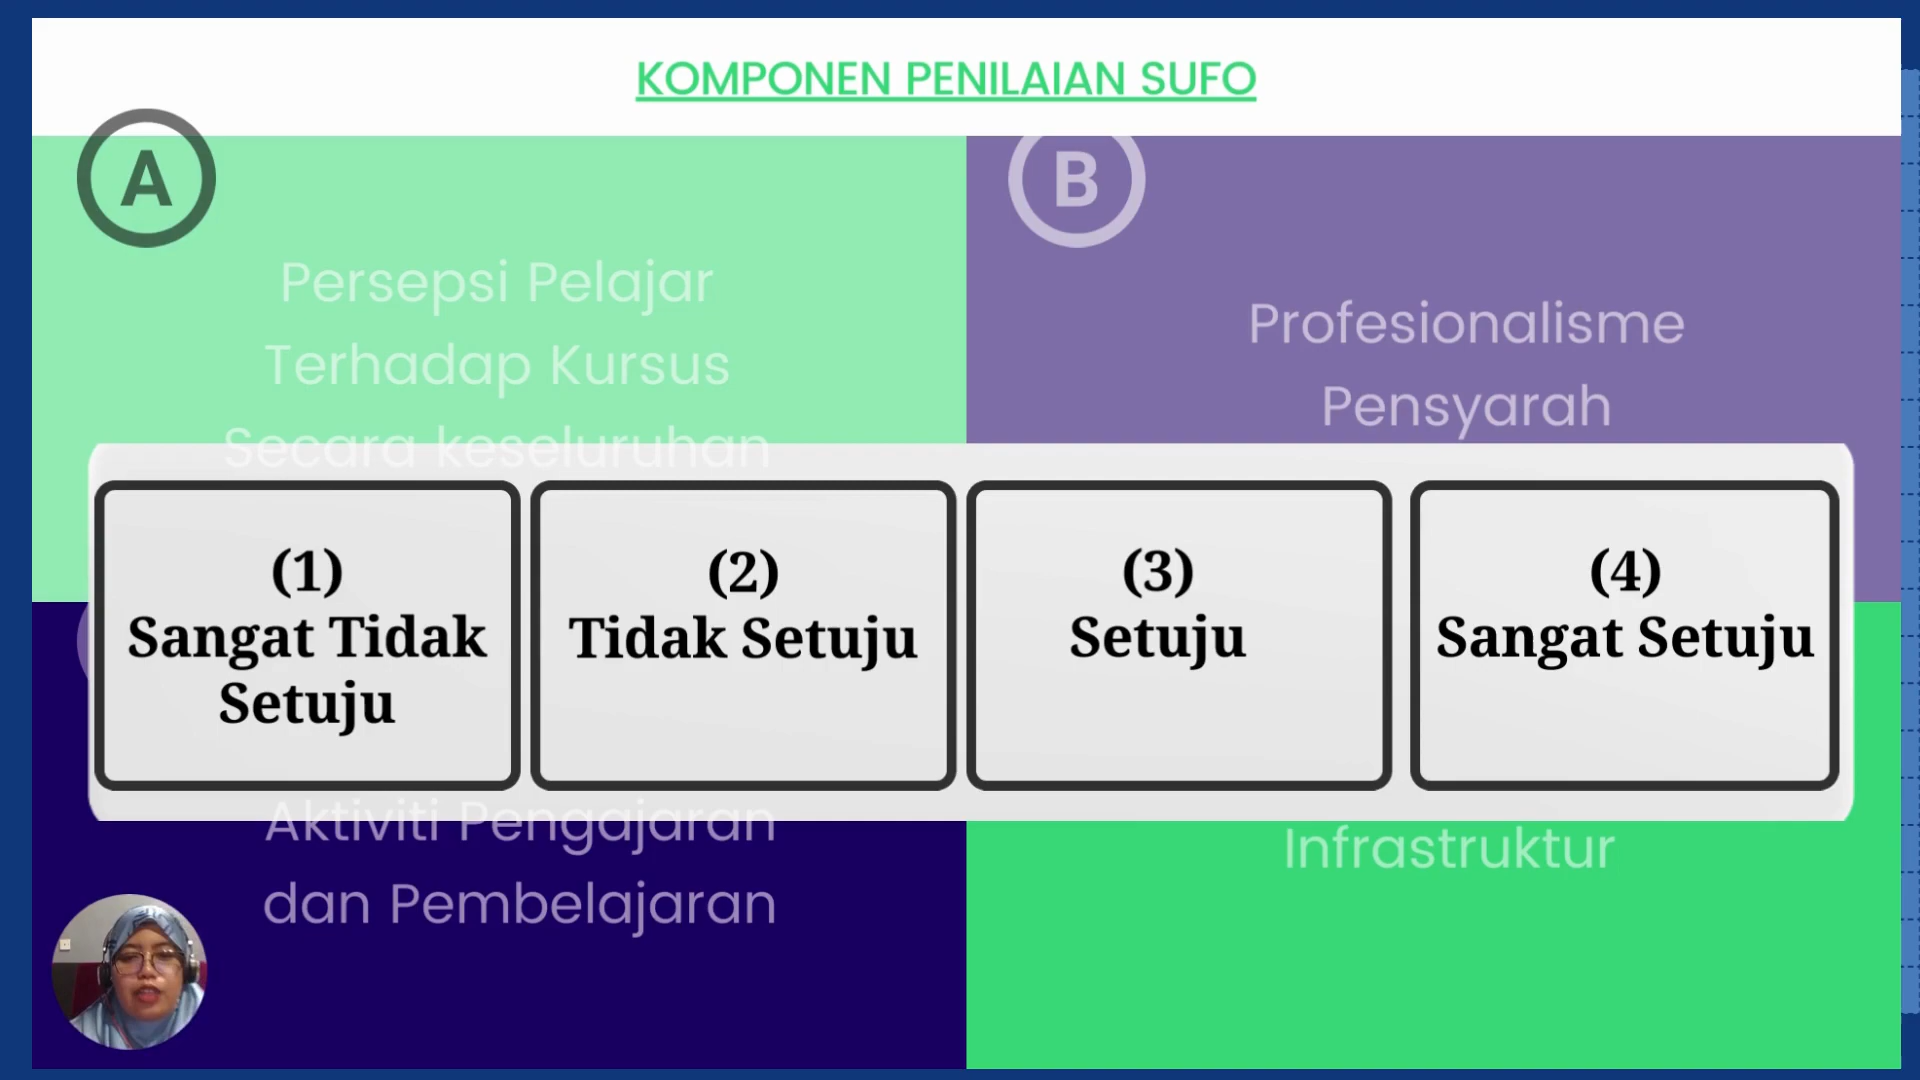 KOMPONEN PENILAIAN SUFO
A
Persepsi Pelajar
Terhadap Kursus
Secara keseluruhan
B
Profesionalisme
Pensyarah
(1)
Sangat Tidak
Setuju
(2)
Tidak Setuju
(3)
Setuju
(4)
Sangat Setuju
Aktiviti Pengajaran
dan Pembelajaran
Infrastruktur